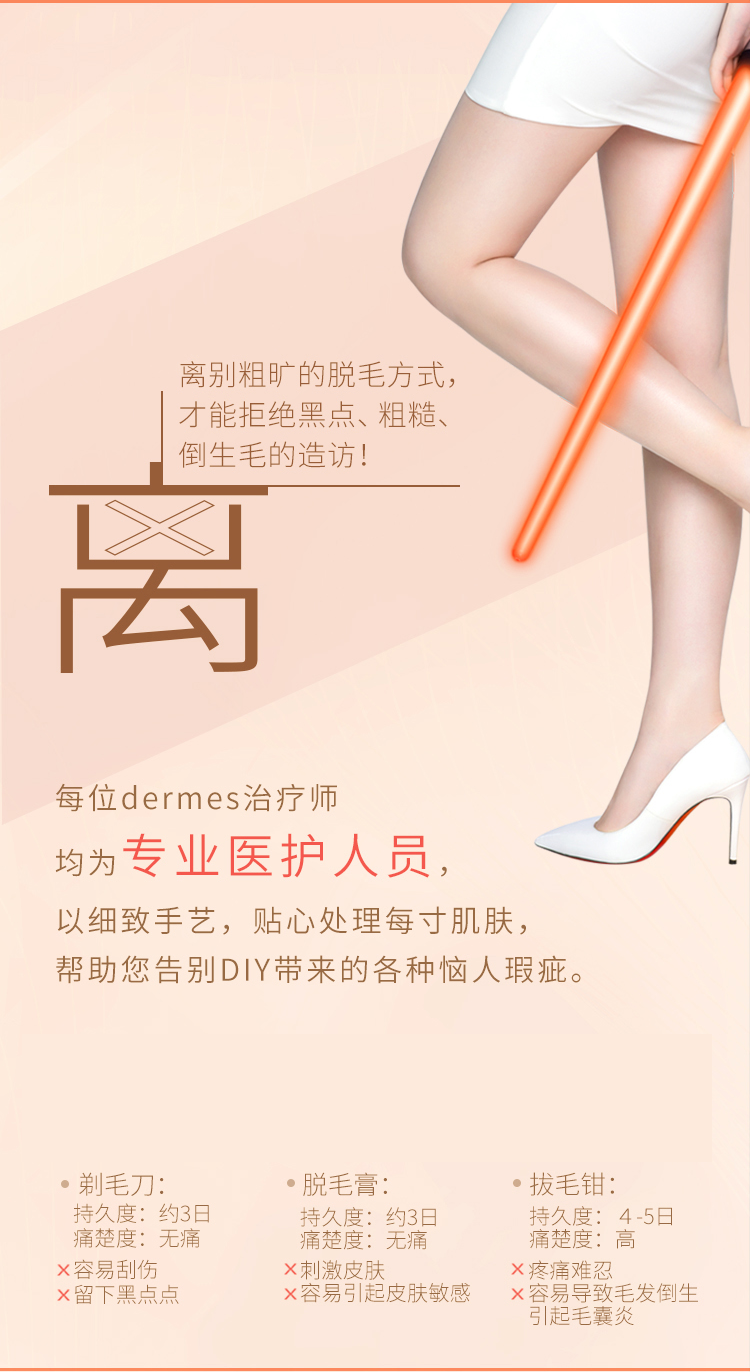 离别粗旷的脱毛方式，
才能拒绝黑点、粗糙、
倒生毛的造访！
离
每位dermes治疗师
均为专业医护人员，
以细致手艺，贴心处理每寸肌肤，
帮助您告别DIY带来的各种恼人瑕疵。
• 剃毛刀：
持久度：约3日
痛楚度：无痛
×容易刮伤
×留下黑点点
• 脱毛膏：
持久度：约3日
痛楚度：无痛
×刺激皮肤
×容易引起皮肤敏感
• 拔毛钳：
持久度：4-5日
痛楚度：高
×疼痛难忍
×容易导致毛发倒生
引起毛囊炎